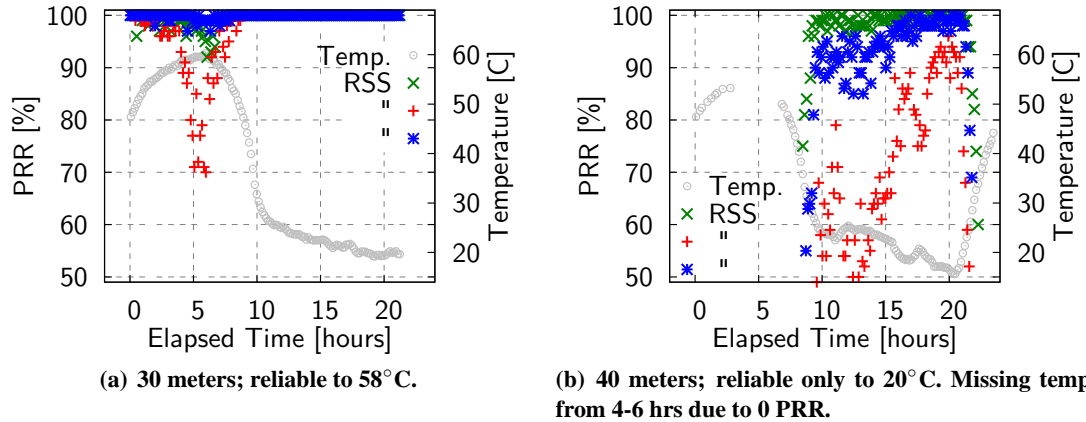 100
90
80
70
60
50
PRR [%]
0 5 10 15 20
Elapsed Time [hours]
60
50
40
30
20
Temperature [C]
Temp.
RSS
"
"
(a) 30 meters; reliable to 58°C.
100
90
80
70
60
50
PRR [%]
0 5 10 15 20
Elapsed Time [hours]
60
50
40
30
20
Temperature [C]
Temp.
RSS
"
"
(b) 40 meters; reliable only to 20°C. Missing temp
from 4-6 hrs due to 0 PRR.